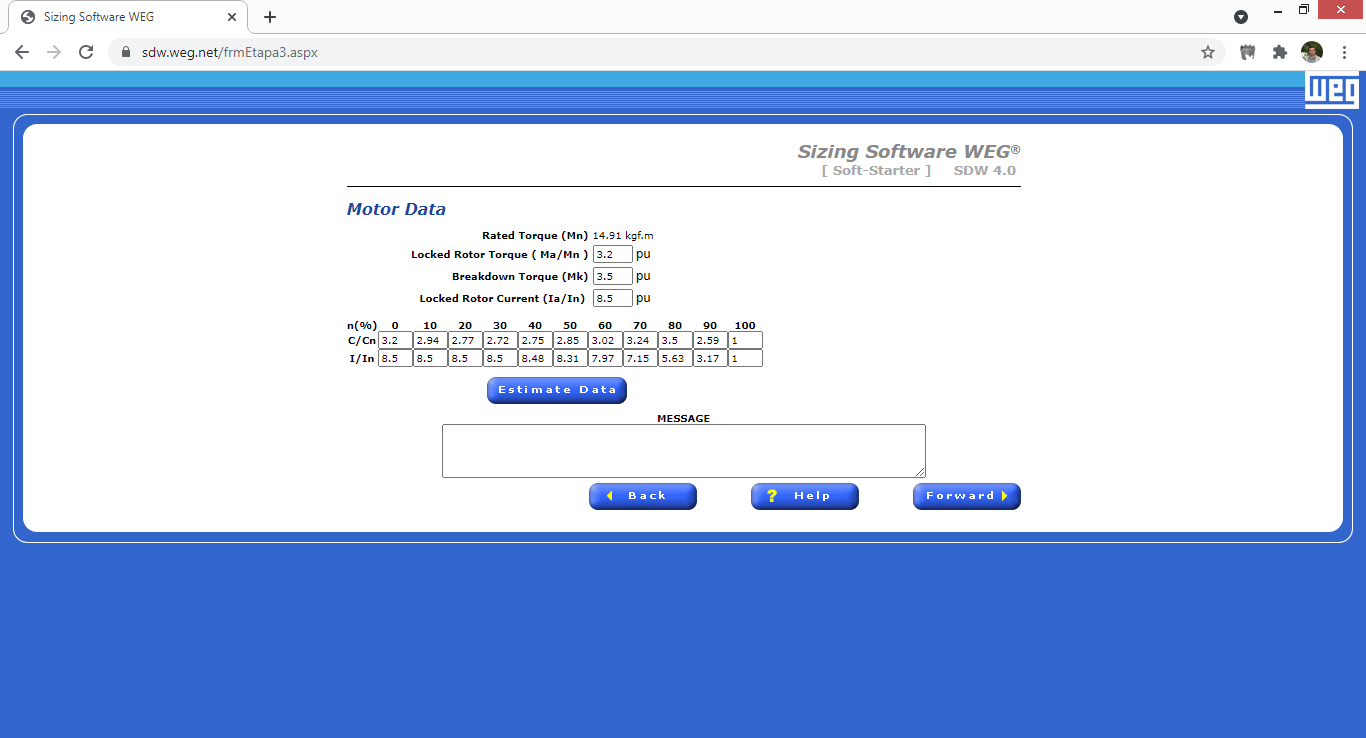 Sizing Software WEG
sdw.weg.net/frmEtapa3.aspx
weg
Sizing Software WEG®
[ Soft-Starter ] SDW 4.0
Motor Data
Rated Torque (Mn) 14.91 kgf.m
Locked Rotor Torque ( Ma/Mn ) 3.2 pu
Breakdown Torque (Mk) 3.5 pu
Locked Rotor Current (Ia/In) 8.5 pu
n(%) 0 10 20 30 40 50 60 70 80 90 100
C/Cn 3.2 2.94 2.77 2.72 2.75 2.85 3.02 3.24 3.5 2.59 1
I/In 8.5 8.5 8.5 8.5 8.48 8.31 7.97 7.15 5.63 3.17 1
Estimate Data
MESSAGE
Back ? Help Forward